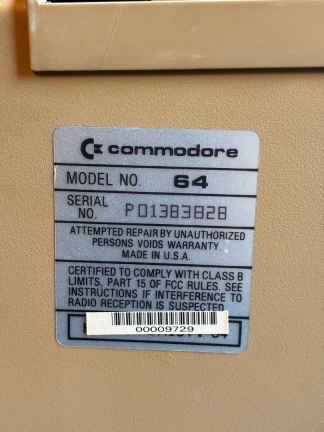 commodore
MODEL NO. 64
SERIAL
NO. P01383828
ATTEMPTED REPAIR BY UNAUTHORIZED
PERSONS VOIDS WARRANTY.
MADE IN U.S.A.
CERTIFIED TO COMPLY WITH CLASS B
LIMITS, PART 15 OF FCC RULES. SEE
INSTRUCTIONS IF INTERFERENCE TO
RADIO RECEPTION IS SUSPECTED
00009729